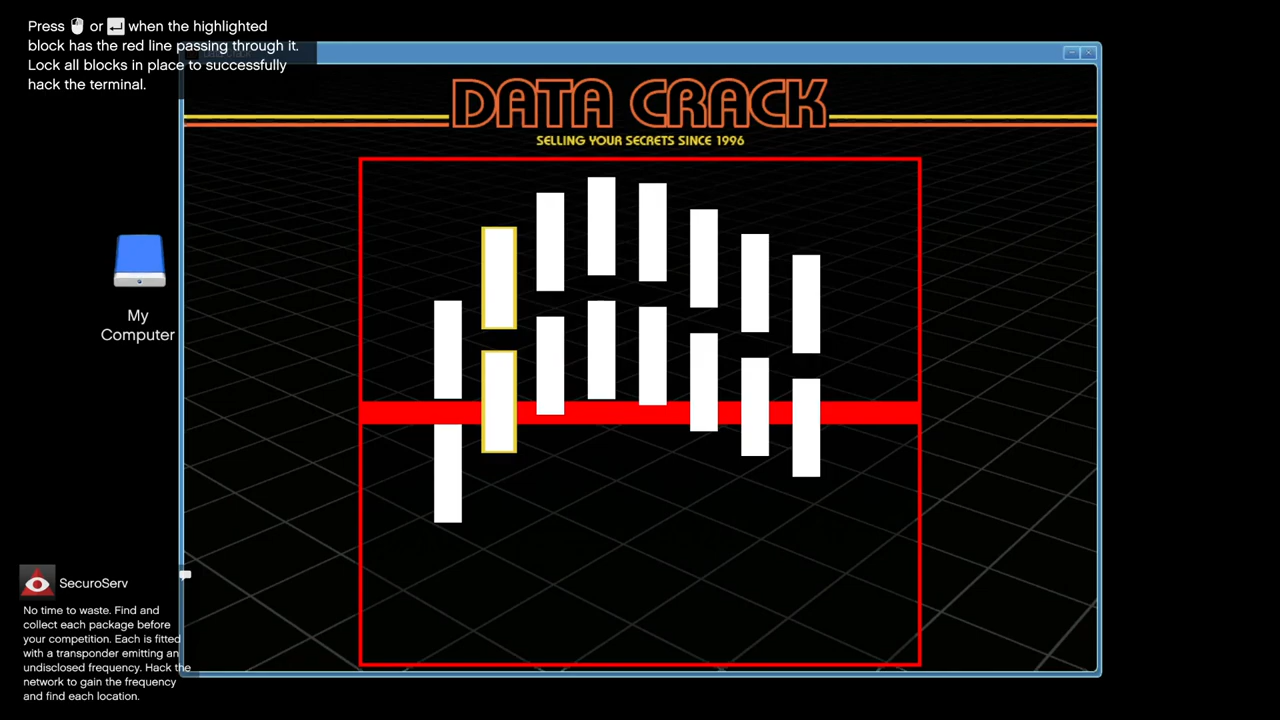 Press or when the highlighted
block has the red line passing through it.
Lock all blocks in place to successfully
hack the terminal.
DATA CRACK
SELLING YOUR SECRETS SINCE 1996
My
Computer
SecuroServ
No time to waste. Find and
collect each package before
your competition. Each is fitted
with a transponder emitting an
undisclosed frequency. Hack the
network to gain the frequency
and find each location.